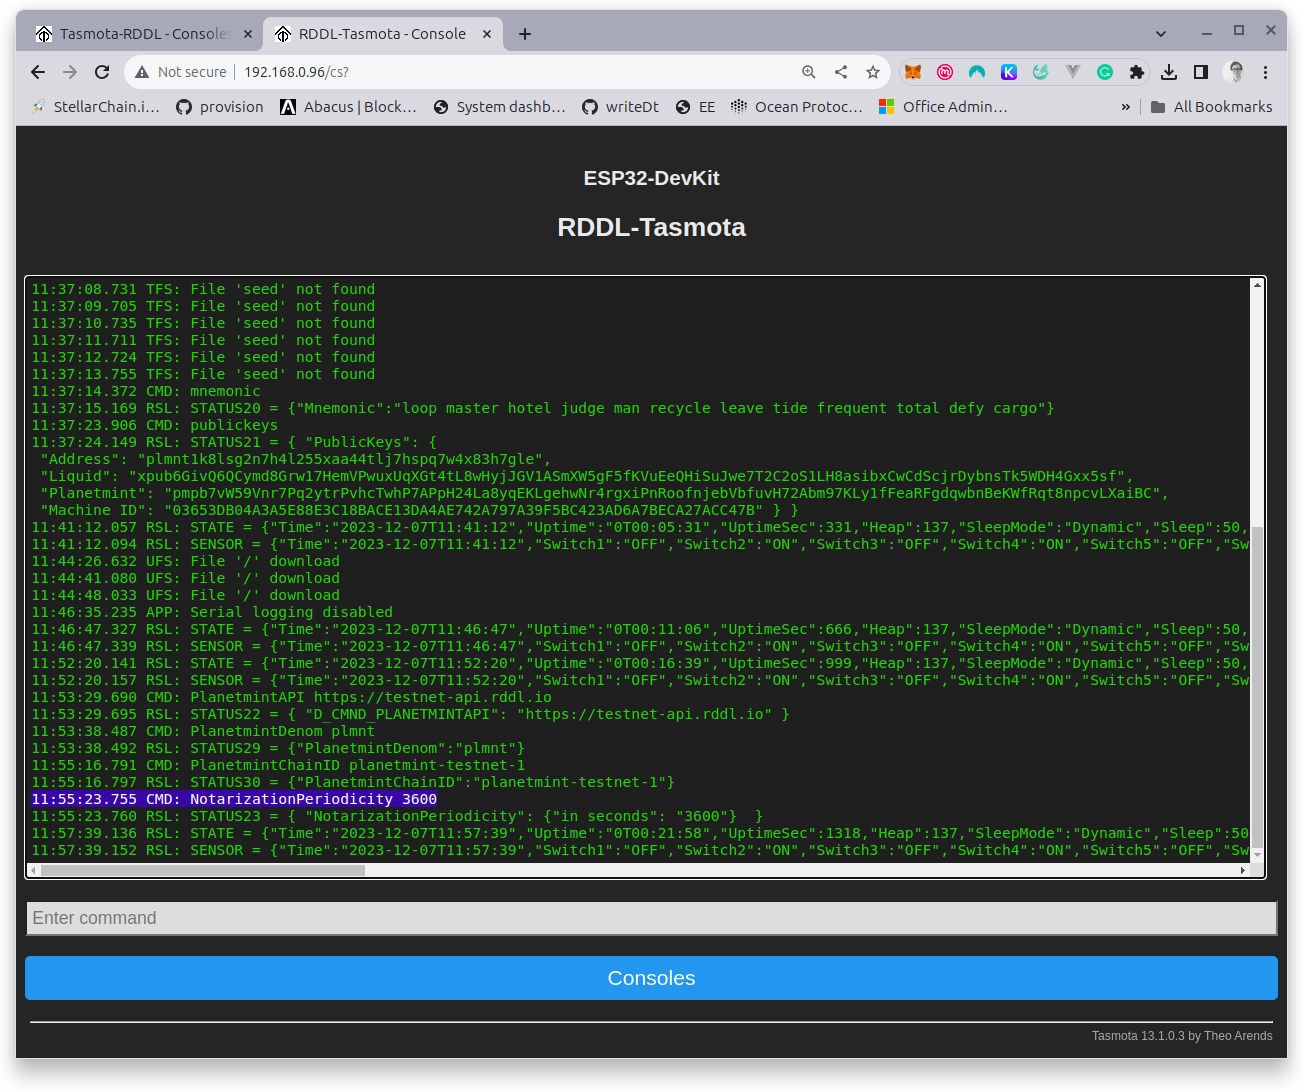 Tasmota-RDDL - Console
RDDL-Tasmota - Console
Not secure
192.168.0.96/cs?
StellarChain.i...
provision
Abacus | Block...
System dashb...
writeDt
EE
Ocean Protoc...
Office Admin...
»
All Bookmarks
ESP32-DevKit
RDDL-Tasmota
11:37:08.731 TFS: File 'seed' not found
11:37:09.705 TFS: File 'seed' not found
11:37:10.735 TFS: File 'seed' not found
11:37:11.711 TFS: File 'seed' not found
11:37:12.724 TFS: File 'seed' not found
11:37:13.755 TFS: File 'seed' not found
11:37:14.372 CMD: mnemonic
11:37:15.169 RSL: STATUS20 = {"Mnemonic":"loop master hotel judge man recycle leave tide frequent total defy cargo"}
11:37:23.906 CMD: publickeys
11:37:24.149 RSL: STATUS21 = { "PublicKeys": {
"Address": "plmnt1k8lsg2n7h4l255xaa44tlj7hspq7w4x83h7gle",
"Liquid": "xpub6GivQ6QCymd8Grw17HemVPwuxUqXGt4tL8wHyjJGV1ASmXW5gF5fKVuEeQHiSuJwe7T2C2oS1LH8asibxCwCdScjrDybnsTk5WDH4Gxx5sf",
"Planetmint": "pmpb7vW59Vnr7Pq2ytrPvhcTwhP7APpH24La8yqEKLgehwNr4rgxiPnRoofnjebVbfuvH72Abm97KLy1fFeaRFgdqwbnBeKWfRqt8npcvLXaiBC",
"Machine ID": "03653DB04A3A5E88E3C18BACE13DA4AE742A797A39F5BC423AD6A7BECA27ACC47B" } }
11:41:12.057 RSL: STATE = {"Time":"2023-12-07T11:41:12","Uptime":"0T00:05:31","UptimeSec":331,"Heap":137,"SleepMode":"Dynamic","Sleep":50,
11:41:12.094 RSL: SENSOR = {"Time":"2023-12-07T11:41:12","Switch1":"OFF","Switch2":"ON","Switch3":"OFF","Switch4":"ON","Switch5":"OFF","Sw
11:44:26.632 UFS: File '/' download
11:44:41.080 UFS: File '/' download
11:44:48.033 UFS: File '/' download
11:46:35.235 APP: Serial logging disabled
11:46:47.327 RSL: STATE = {"Time":"2023-12-07T11:46:47","Uptime":"0T00:11:06","UptimeSec":666,"Heap":137,"SleepMode":"Dynamic","Sleep":50,
11:46:47.339 RSL: SENSOR = {"Time":"2023-12-07T11:46:47","Switch1":"OFF","Switch2":"ON","Switch3":"OFF","Switch4":"ON","Switch5":"OFF","Sw
11:52:20.141 RSL: STATE = {"Time":"2023-12-07T11:52:20","Uptime":"0T00:16:39","UptimeSec":999,"Heap":137,"SleepMode":"Dynamic","Sleep":50,
11:52:20.157 RSL: SENSOR = {"Time":"2023-12-07T11:52:20","Switch1":"OFF","Switch2":"ON","Switch3":"OFF","Switch4":"ON","Switch5":"OFF","Sw
11:53:29.690 CMD: PlanetmintAPI https://testnet-api.rddl.io
11:53:29.695 RSL: STATUS22 = { "D_CMND_PLANETMINTAPI": "https://testnet-api.rddl.io" }
11:53:38.487 CMD: PlanetmintDenom plmnt
11:53:38.492 RSL: STATUS29 = {"PlanetmintDenom":"plmnt"}
11:55:16.791 CMD: PlanetmintChainID planetmint-testnet-1
11:55:16.797 RSL: STATUS30 = {"PlanetmintChainID":"planetmint-testnet-1"}
11:55:23.755 CMD: NotarizationPeriodicity 3600
11:55:23.760 RSL: STATUS23 = { "NotarizationPeriodicity": {"in seconds": "3600"}  }
11:57:39.136 RSL: STATE = {"Time":"2023-12-07T11:57:39","Uptime":"0T00:21:58","UptimeSec":1318,"Heap":137,"SleepMode":"Dynamic","Sleep":50
11:57:39.152 RSL: SENSOR = {"Time":"2023-12-07T11:57:39","Switch1":"OFF","Switch2":"ON","Switch3":"OFF","Switch4":"ON","Switch5":"OFF","Sw
Enter command
Consoles
Tasmota 13.1.0.3 by Theo Arends